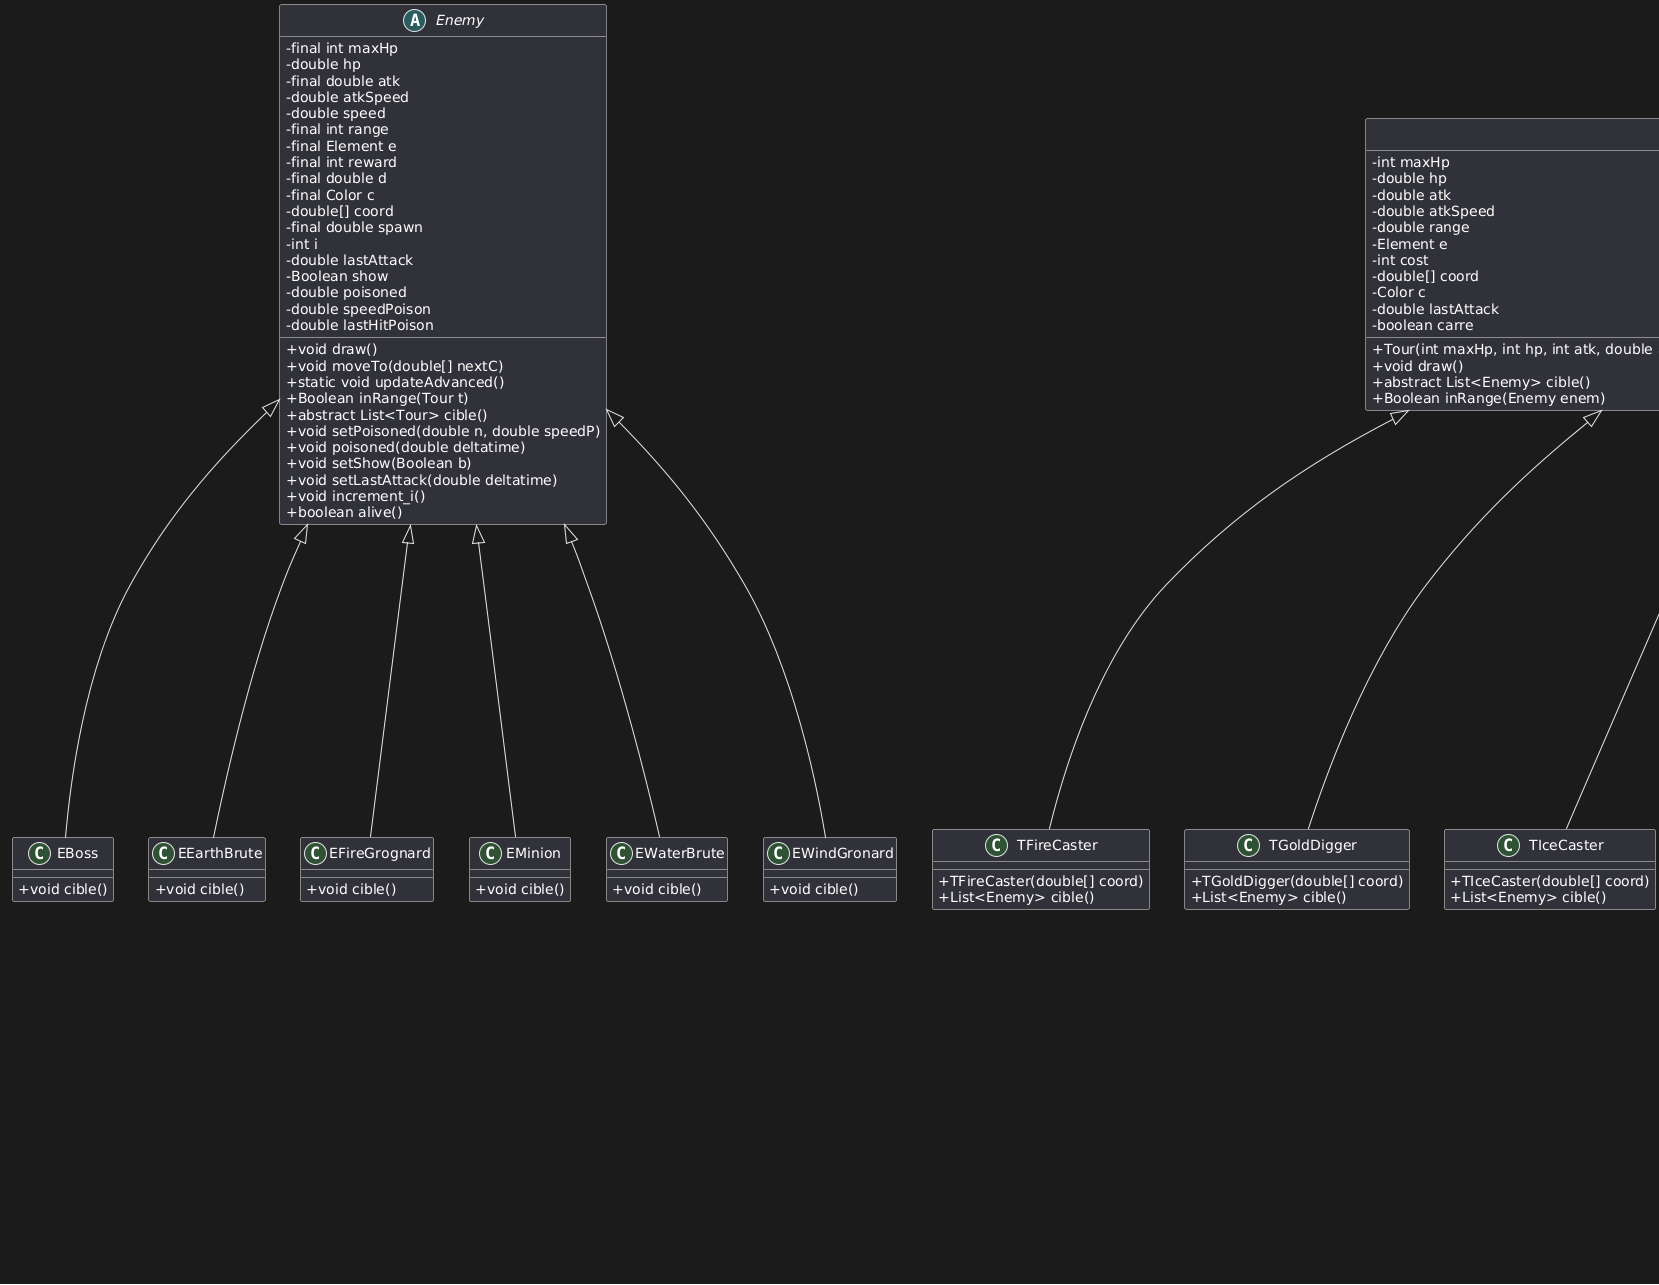 A Enemy
-final int maxHp
-double hp
-final double atk
-double atkSpeed
-double speed
-final int range
-final Element e
-final int reward
-final double d
-final Color c
-double[] coord
-final double spawn
-int i
-double lastAttack
-Boolean show
-double poisoned
-double speedPoison
-double lastHitPoison
+void draw()
+void moveTo(double[] nextC)
+static void updateAdvanced()
+Boolean inRange(Tour t)
+abstract List<Tour> cible()
+void setPoisoned(double n, double speedP)
+void poisoned(double deltatime)
+void setShow(Boolean b)
+void setLastAttack(double deltatime)
+void increment_i()
+boolean alive()
-int maxHp
-double hp
-double atk
-double atkSpeed
-double range
-Element e
-int cost
-double[] coord
-Color c
-double lastAttack
-boolean carre
+Tour(int maxHp, int hp, int atk, double
+void draw()
+abstract List<Enemy> cible()
+Boolean inRange(Enemy enem)
C EBoss
+void cible()
C EEarthBrute
+void cible()
C EFireGrognard
+void cible()
C EMinion
+void cible()
C EWaterBrute
+void cible()
C EWindGronard
+void cible()
C TFireCaster
+TFireCaster(double[] coord)
+List<Enemy> cible()
C TGoldDigger
+TGoldDigger(double[] coord)
+List<Enemy> cible()
C TIceCaster
+TIceCaster(double[] coord)
+List<Enemy> cible()